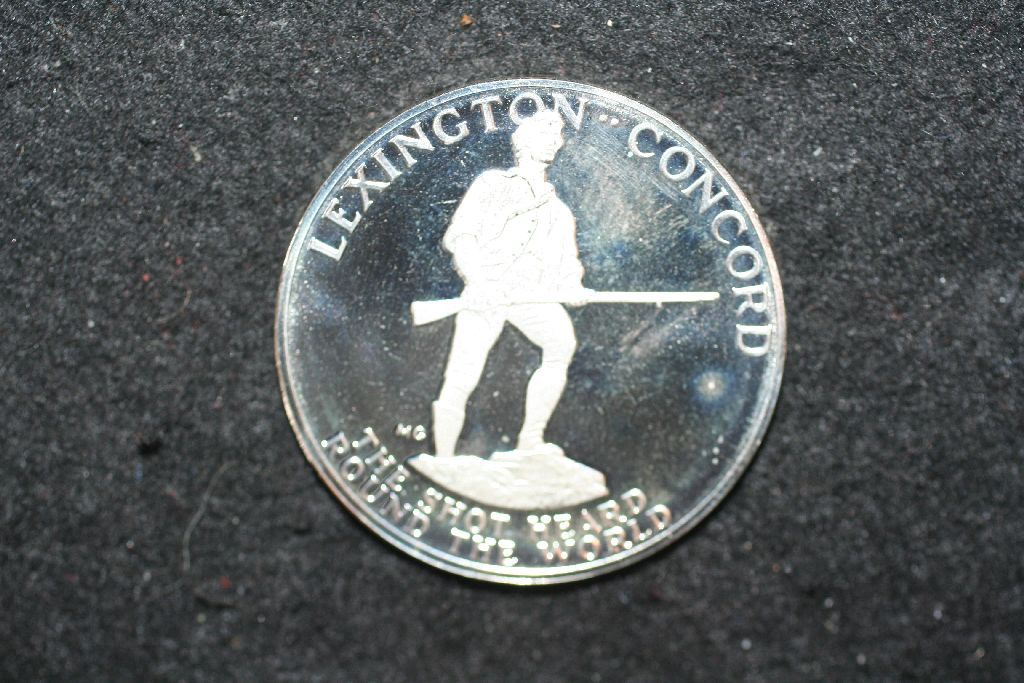 LEXINGTON ·· CONCORD
MG
THE SHOT HEARD
ROUND THE WORLD